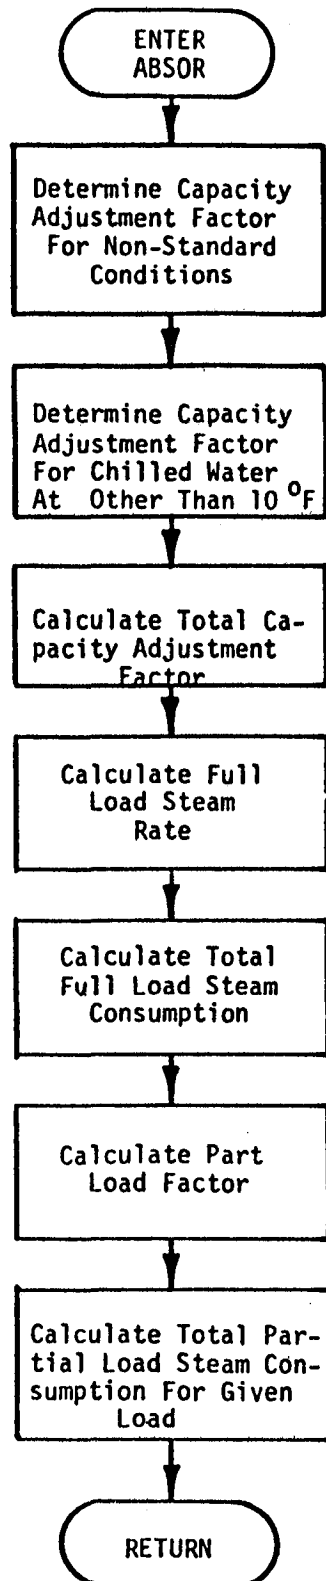 ENTER
ABSOR
Determine Capacity
Adjustment Factor
For Non-Standard
Conditions
Determine Capacity
Adjustment Factor
For Chilled Water
At Other Than 10 °F
Calculate Total Ca-
pacity Adjustment
Factor
Calculate Full
Load Steam
Rate
Calculate Total
Full Load Steam
Consumption
Calculate Part
Load Factor
Calculate Total Par-
tial Load Steam Con-
sumption For Given
Load
RETURN